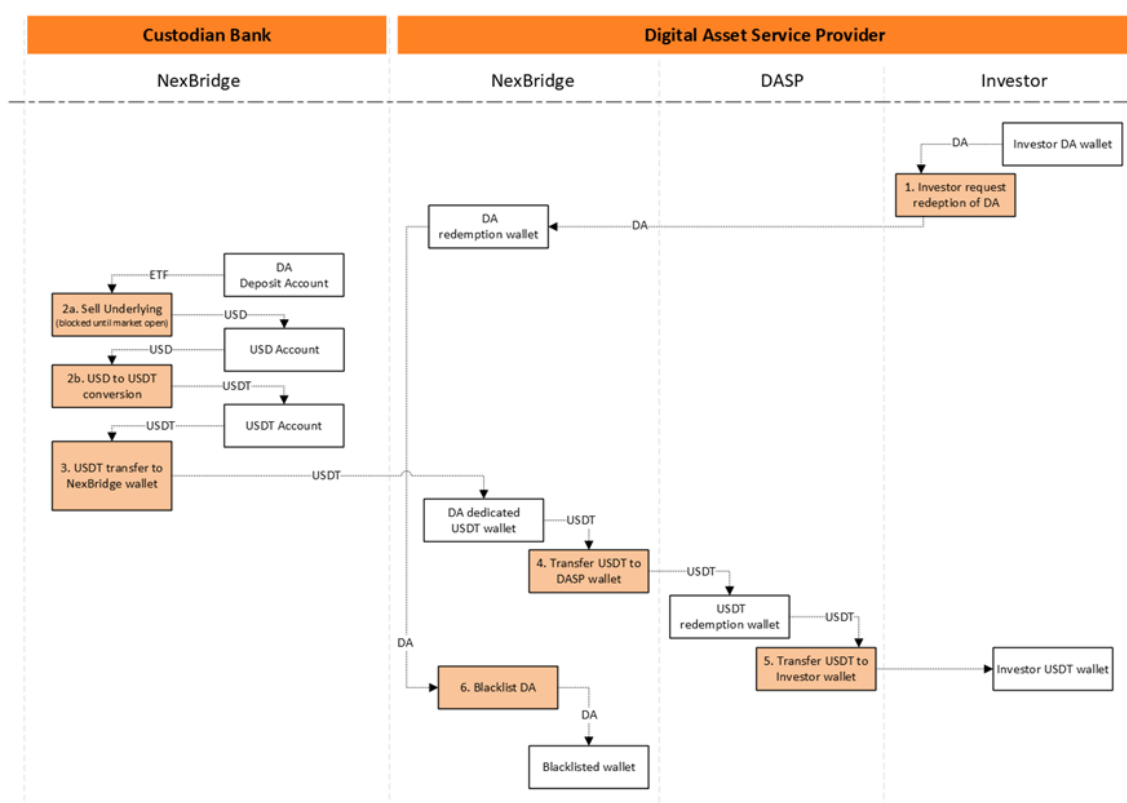 Custodian Bank
Digital Asset Service Provider
NexBridge
NexBridge
DASP
Investor
DA
Investor DA wallet
1. Investor request
redeption of DA
DA
redemption wallet
DA
ETF
DA
Deposit Account
2a. Sell Underlying
(blocked until market open)
USD
USD
USD Account
2b. USD to USDT
conversion
USDT
USDT
USDT Account
3. USDT transfer to
NexBridge wallet
USDT
DA dedicated
USDT wallet
USDT
4. Transfer USDT to
DASP wallet
USDT
USDT
redemption wallet
USDT
DA
5. Transfer USDT to
Investor wallet
Investor USDT wallet
6. Blacklist DA
DA
Blacklisted wallet